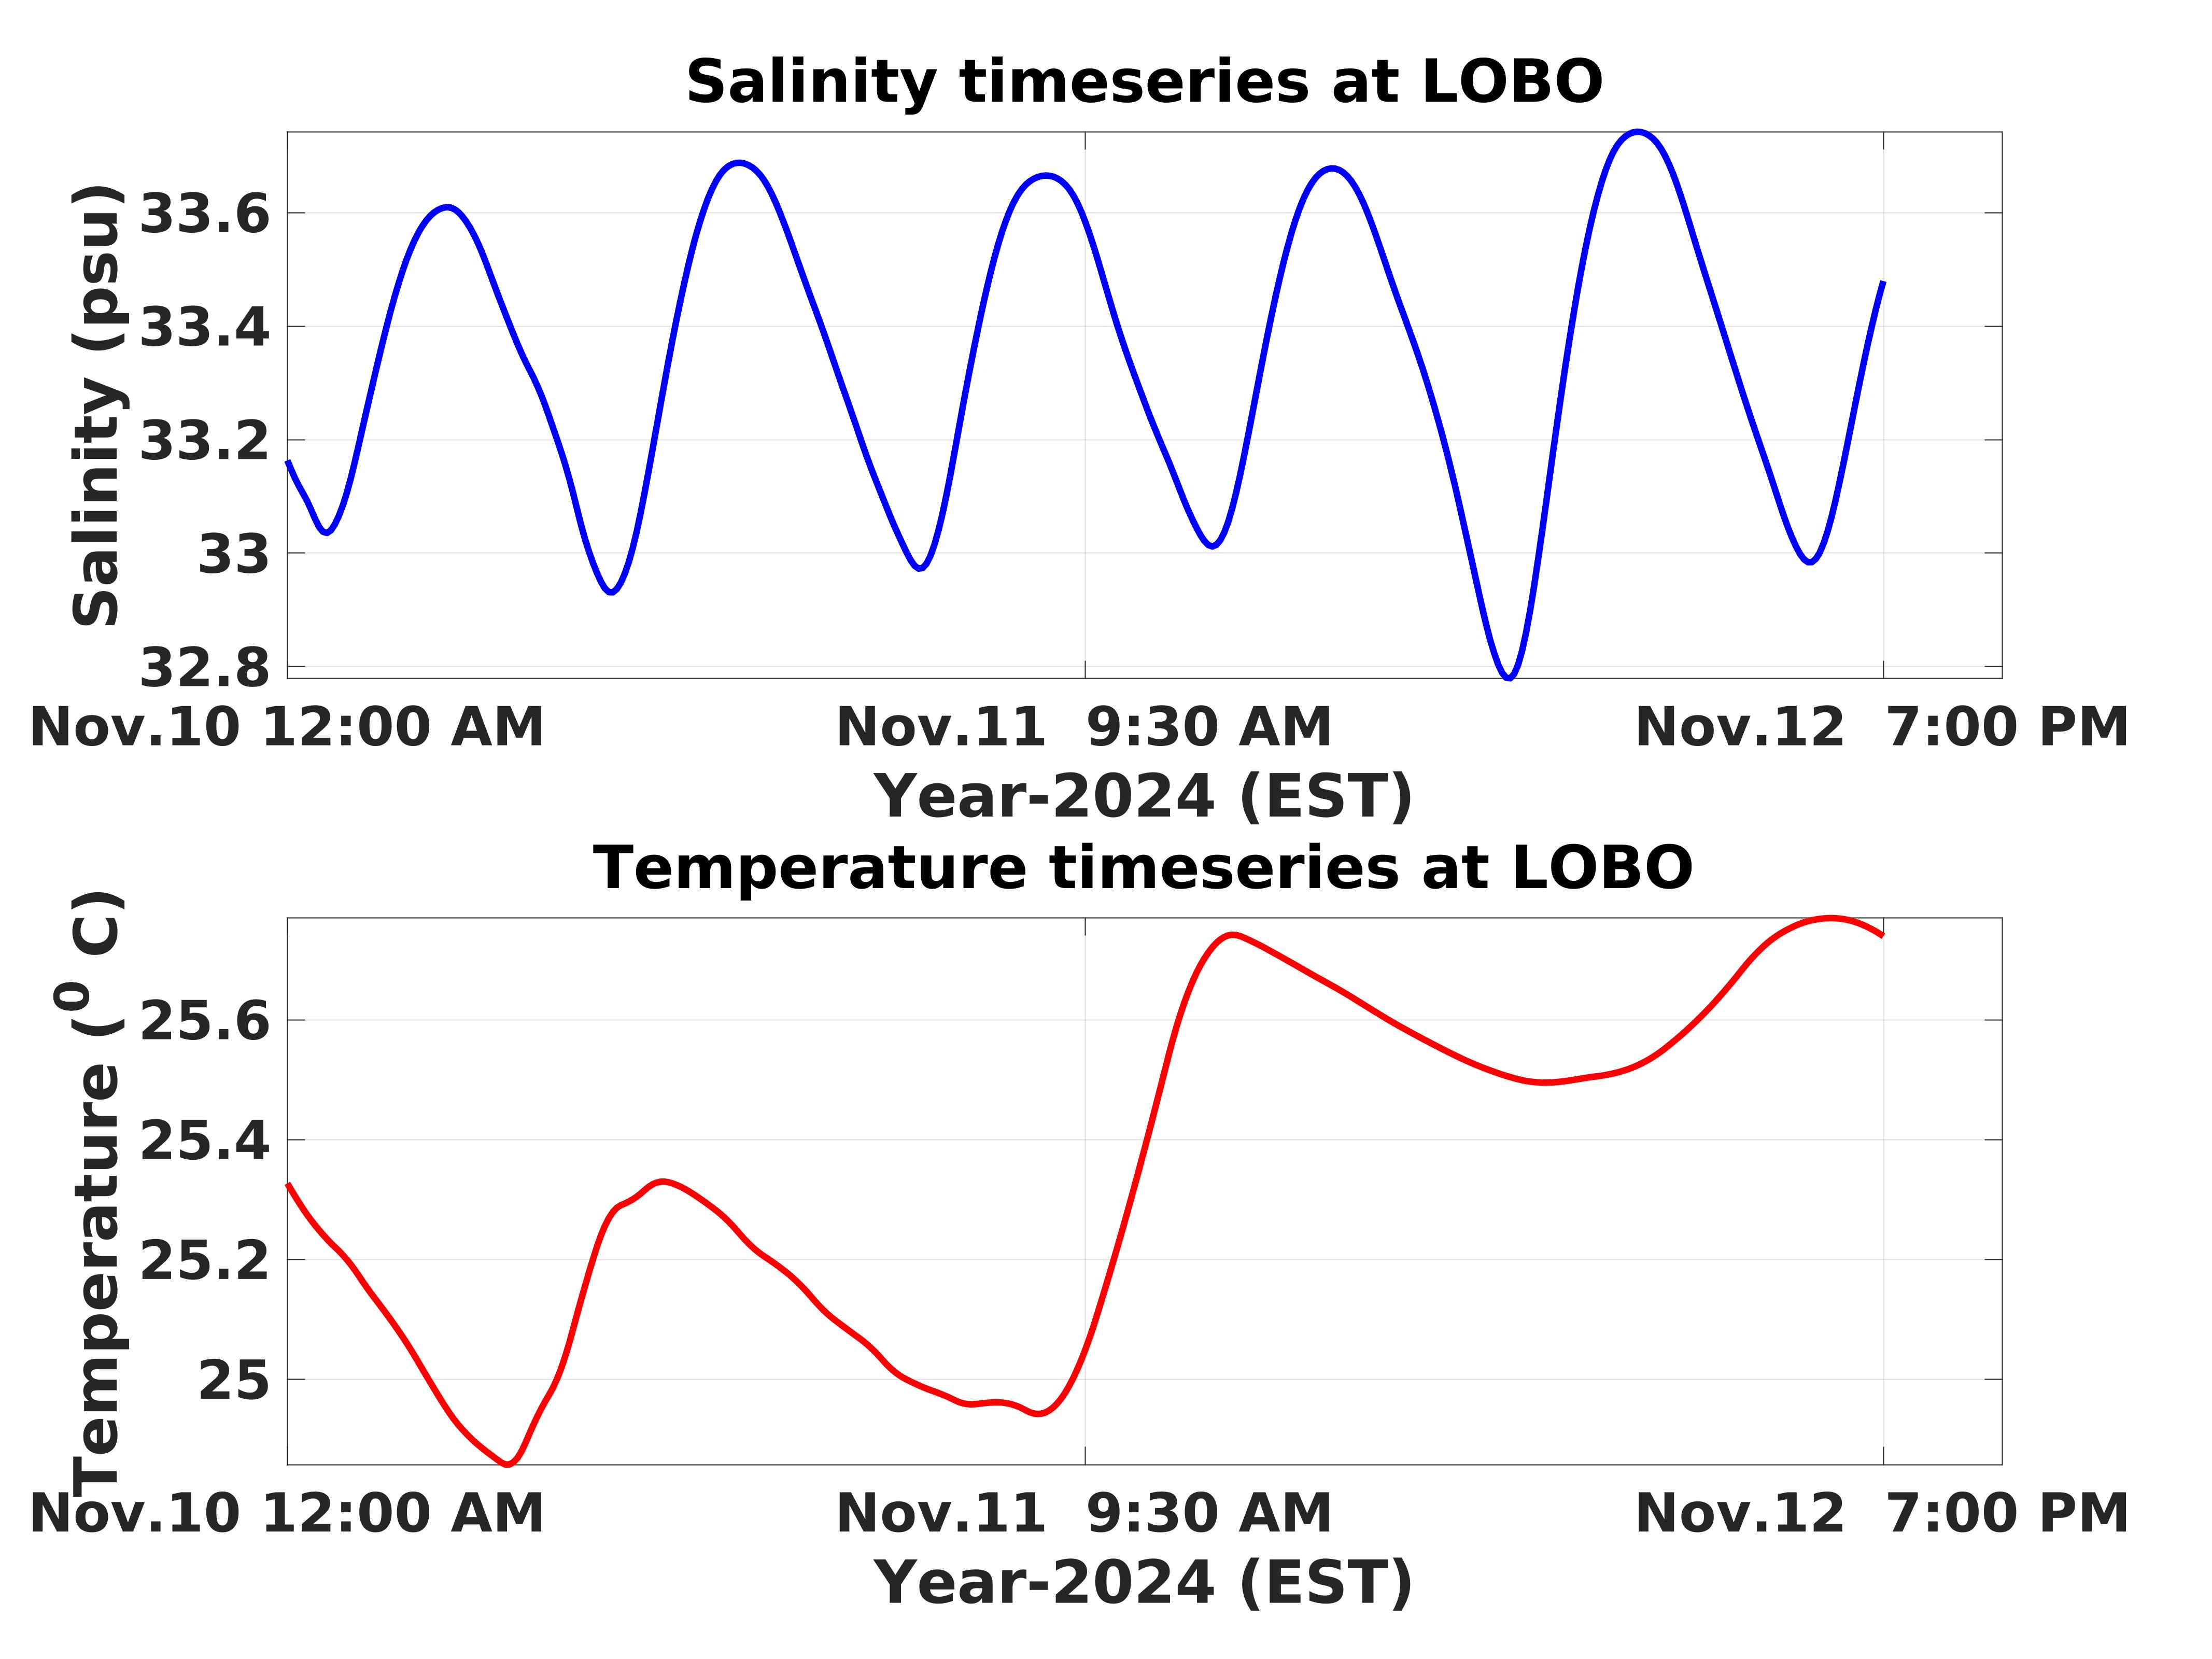 Salinity timeseries at LOBO
Salinity (psu)
33.6
33.4
33.2
33
32.8
Nov.10 12:00 AM Nov.11 9:30 AM Nov.12 7:00 PM
Year-2024 (EST)
Temperature timeseries at LOBO
Temperature (⁰ C)
25.6
25.4
25.2
25
Nov.10 12:00 AM Nov.11 9:30 AM Nov.12 7:00 PM
Year-2024 (EST)